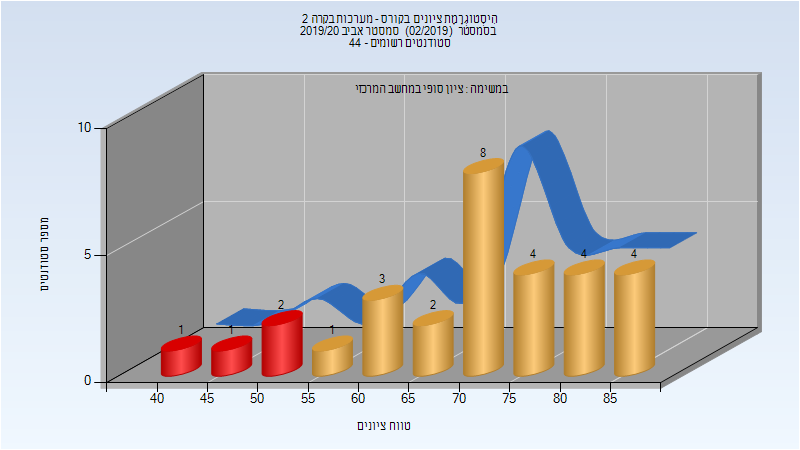 היסטוגרמת ציונים בקורס - מערכות בקרה 2
בסמסטר (02/2019) סמסטר אביב 2019/20
סטודנטים רשומים - 44
במשימה : ציון סופי במחשב המרכזי
מספר סטודנטים
10
5
0
1
1
2
1
3
2
8
4
4
4
40 45 50 55 60 65 70 75 80 85
טווח ציונים